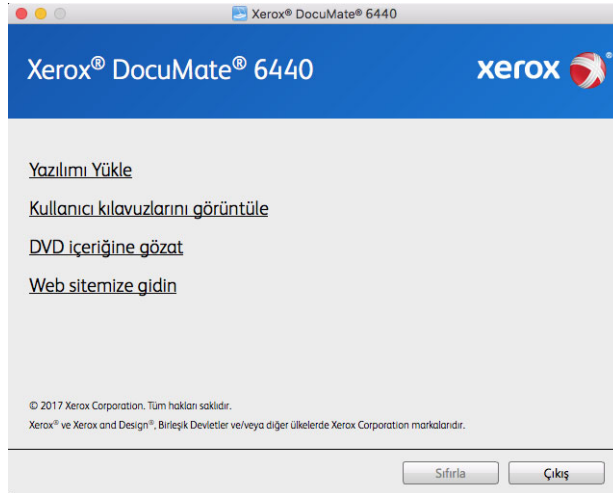 Xerox® DocuMate® 6440
Xerox® DocuMate® 6440
xerox®
Yazılımı Yükle
Kullanıcı kılavuzlarını görüntüle
DVD içeriğine gözat
Web sitemize gidin
© 2017 Xerox Corporation. Tüm hakları saklıdır.
Xerox® ve Xerox and Design®, Birleşik Devletler ve/veya diğer ülkelerde Xerox Corporation markalarıdır.
Sıfırla
Çıkış